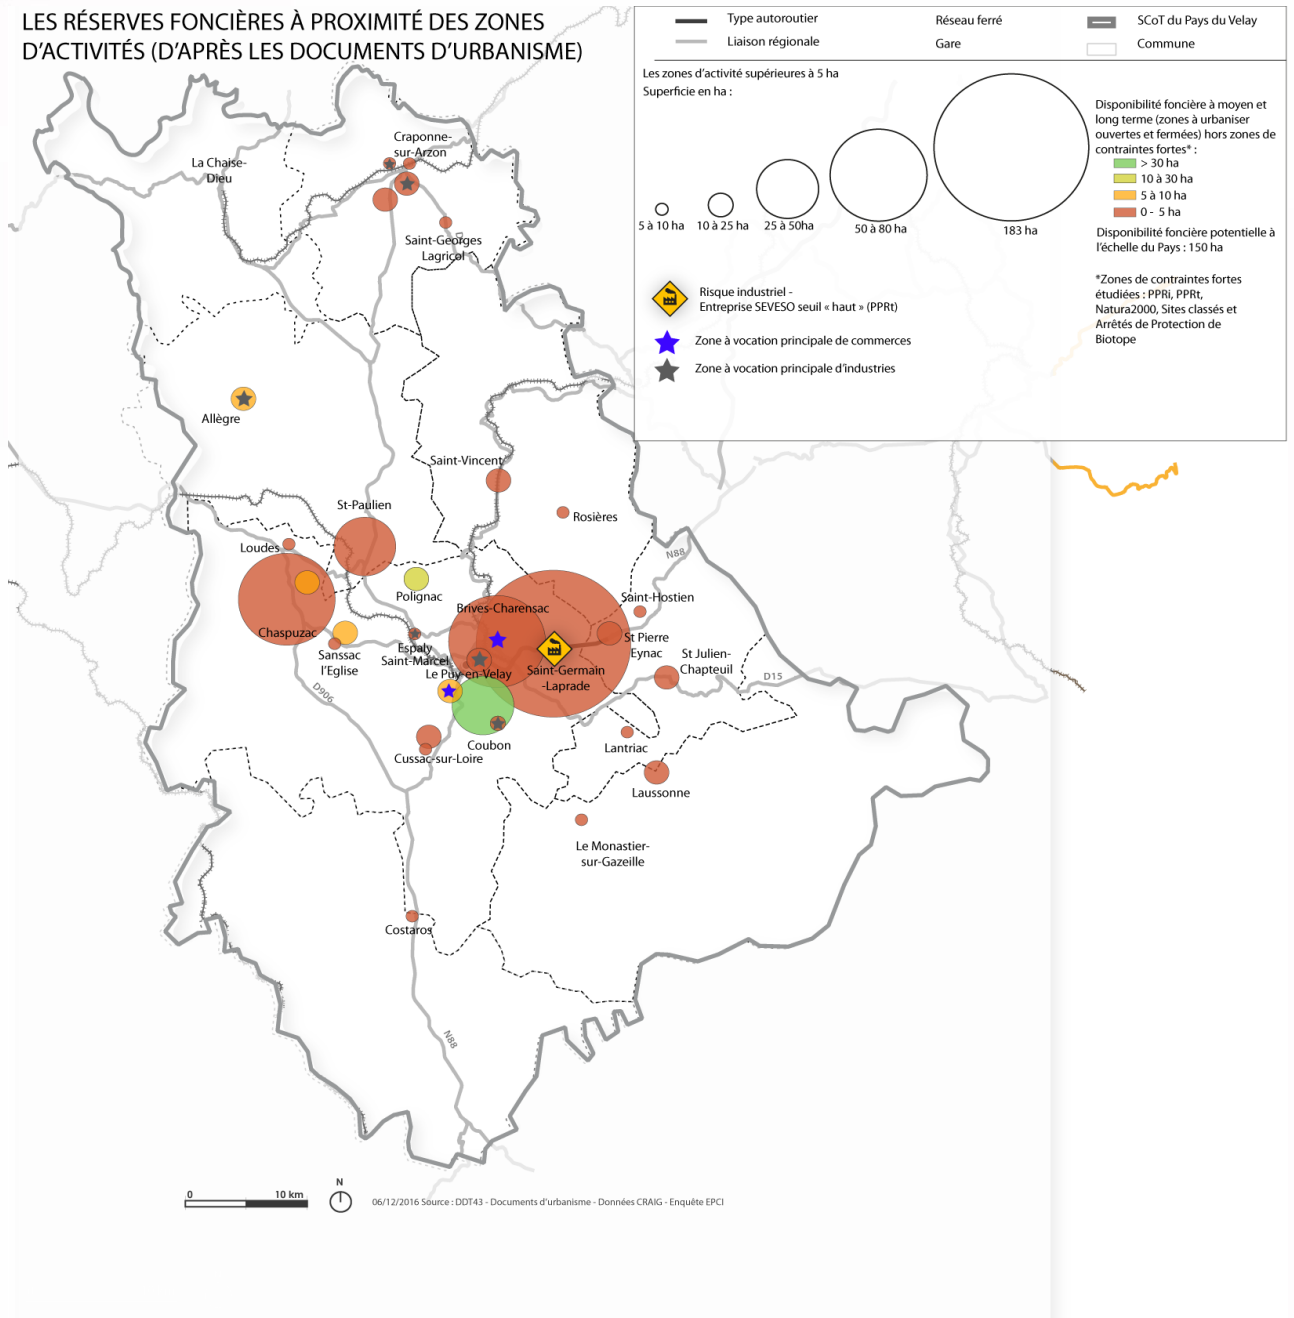 LES RÉSERVES FONCIÈRES À PROXIMITÉ DES ZONES
D'ACTIVITÉS (D'APRÈS LES DOCUMENTS D'URBANISME)
Type autoroutier
Liaison régionale
Réseau ferré
Gare
SCoT du Pays du Velay
Commune
Les zones d'activité supérieures à 5 ha
Superficie en ha :
5 à 10 ha
10 à 25 ha
25 à 50ha
50 à 80 ha
183 ha
Disponibilité foncière à moyen et
long terme (zones à urbaniser
ouvertes et fermées) hors zones de
contraintes fortes* :
> 30 ha
10 à 30 ha
5 à 10 ha
0 - 5 ha
Disponibilité foncière potentielle à
l'échelle du Pays : 150 ha
*Zones de contraintes fortes
étudiées : PPRi, PPRt,
Natura2000, Sites classés et
Arrêtés de Protection de
Biotope
Risque industriel -
Entreprise SEVESO seuil « haut » (PPRt)
Zone à vocation principale de commerces
Zone à vocation principale d'industries
Craponne-
sur-Arzon
La Chaise-
Dieu
Saint-Georges
Lagricol
Allègre
Saint-Vincent
St-Paulien
Rosières
Loudes
N88
Polignac
Saint-Hostien
Brives-Charensac
Chaspuzac
St Pierre
Eynac
Espaly
Saint-Marcel
Sanssac
l'Eglise
St Julien-
Chapteuil
Le Puy-en-Velay
Saint-Germain
-Laprade
D15
D906
Coubon
Lantriac
Cussac-sur-Loire
Laussonne
Le Monastier-
sur-Gazeille
Costaros
N88
0
10 km
N
06/12/2016 Source : DDT43 - Documents d'urbanisme - Données CRAIG - Enquête EPCI